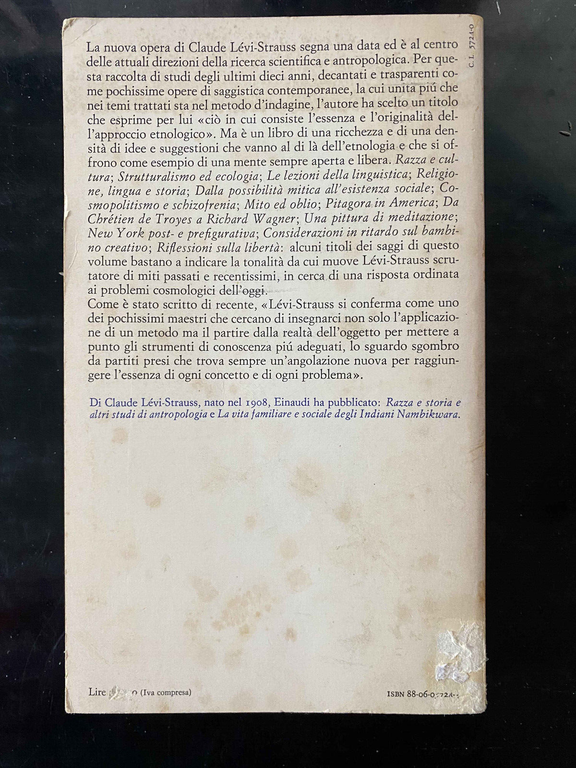 La nuova opera di Claude Lévi-Strauss segna una data ed è al centro
delle attuali direzioni della ricerca scientifica e antropologica. Per que-
sta raccolta di studi degli ultimi dieci anni, decantati e trasparenti co-
me pochissime opere di saggistica contemporanee, la cui unita piú che
nei temi trattati sta nel metodo d'indagine, l'autore ha scelto un titolo
che esprime per lui «ciò in cui consiste l'essenza e l'originalità del-
l'approccio etnologico». Ma è un libro di una ricchezza e di una den-
sità di idee e suggestioni che vanno al di là dell'etnologia e che si of-
frono come esempio di una mente sempre aperta e libera. Razza e cul-
tura; Strutturalismo ed ecologia; Le lezioni della linguistica; Religio-
ne, lingua e storia; Dalla possibilità mitica all'esistenza sociale; Co-
smopolitismo e schizofrenia; Mito ed oblio; Pitagora in America; Da
Chrétien de Troyes a Richard Wagner; Una pittura di meditazione;
New York post- e prefigurativa; Considerazioni in ritardo sul bambi-
no creativo; Riflessioni sulla libertà: alcuni titoli dei saggi di questo
volume bastano a indicare la tonalità da cui muove Lévi-Strauss scru-
tatore di miti passati e recentissimi, in cerca di una risposta ordinata
ai problemi cosmologici dell'oggi.
Come è stato scritto di recente, «Lévi-Strauss si conferma come uno
dei pochissimi maestri che cercano di insegnarci non solo l'applicazio-
ne di un metodo ma il partire dalla realtà dell'oggetto per mettere a
punto gli strumenti di conoscenza piú adeguati, lo sguardo sgombro
da partiti presi che trova sempre un'angolazione nuova per raggiun-
gere l'essenza di ogni concetto e di ogni problema».
Di Claude Lévi-Strauss, nato nel 1908, Einaudi ha pubblicato: Razza e storia e
altri studi di antropologia e La vita familiare e sociale degli Indiani Nambikwara.
Lire (Iva compresa)
ISBN 88-06-0
C.L. 5724-0